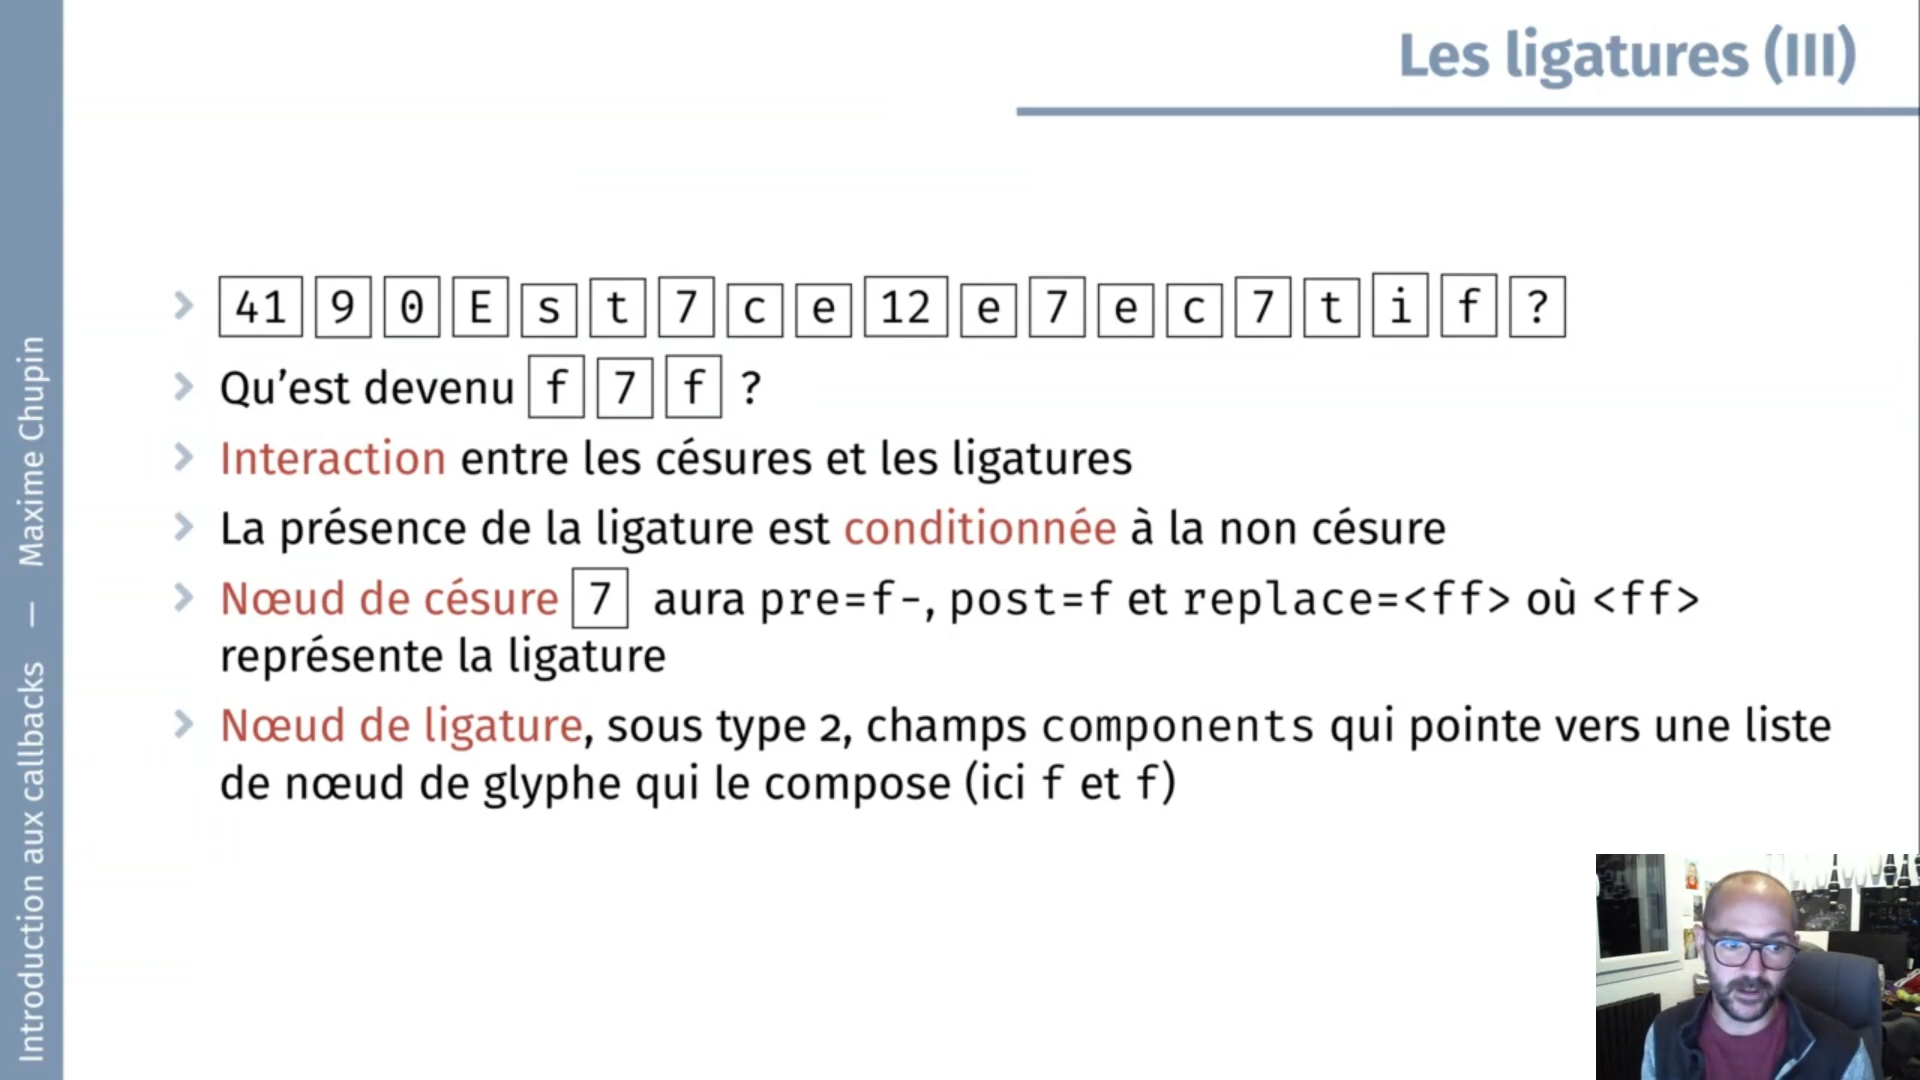 Les ligatures (III)
41 9 0 E s t 7 c e 12 e 7 e c 7 t i f ?
Qu’est devenu f 7 f ?
Interaction entre les césures et les ligatures
La présence de la ligature est conditionnée à la non césure
Nœud de césure 7 aura pre=f-, post=f et replace=<ff> où <ff>
représente la ligature
Nœud de ligature, sous type 2, champs components qui pointe vers une liste
de nœud de glyphe qui le compose (ici f et f)
Introduction aux callbacks — Maxime Chupin